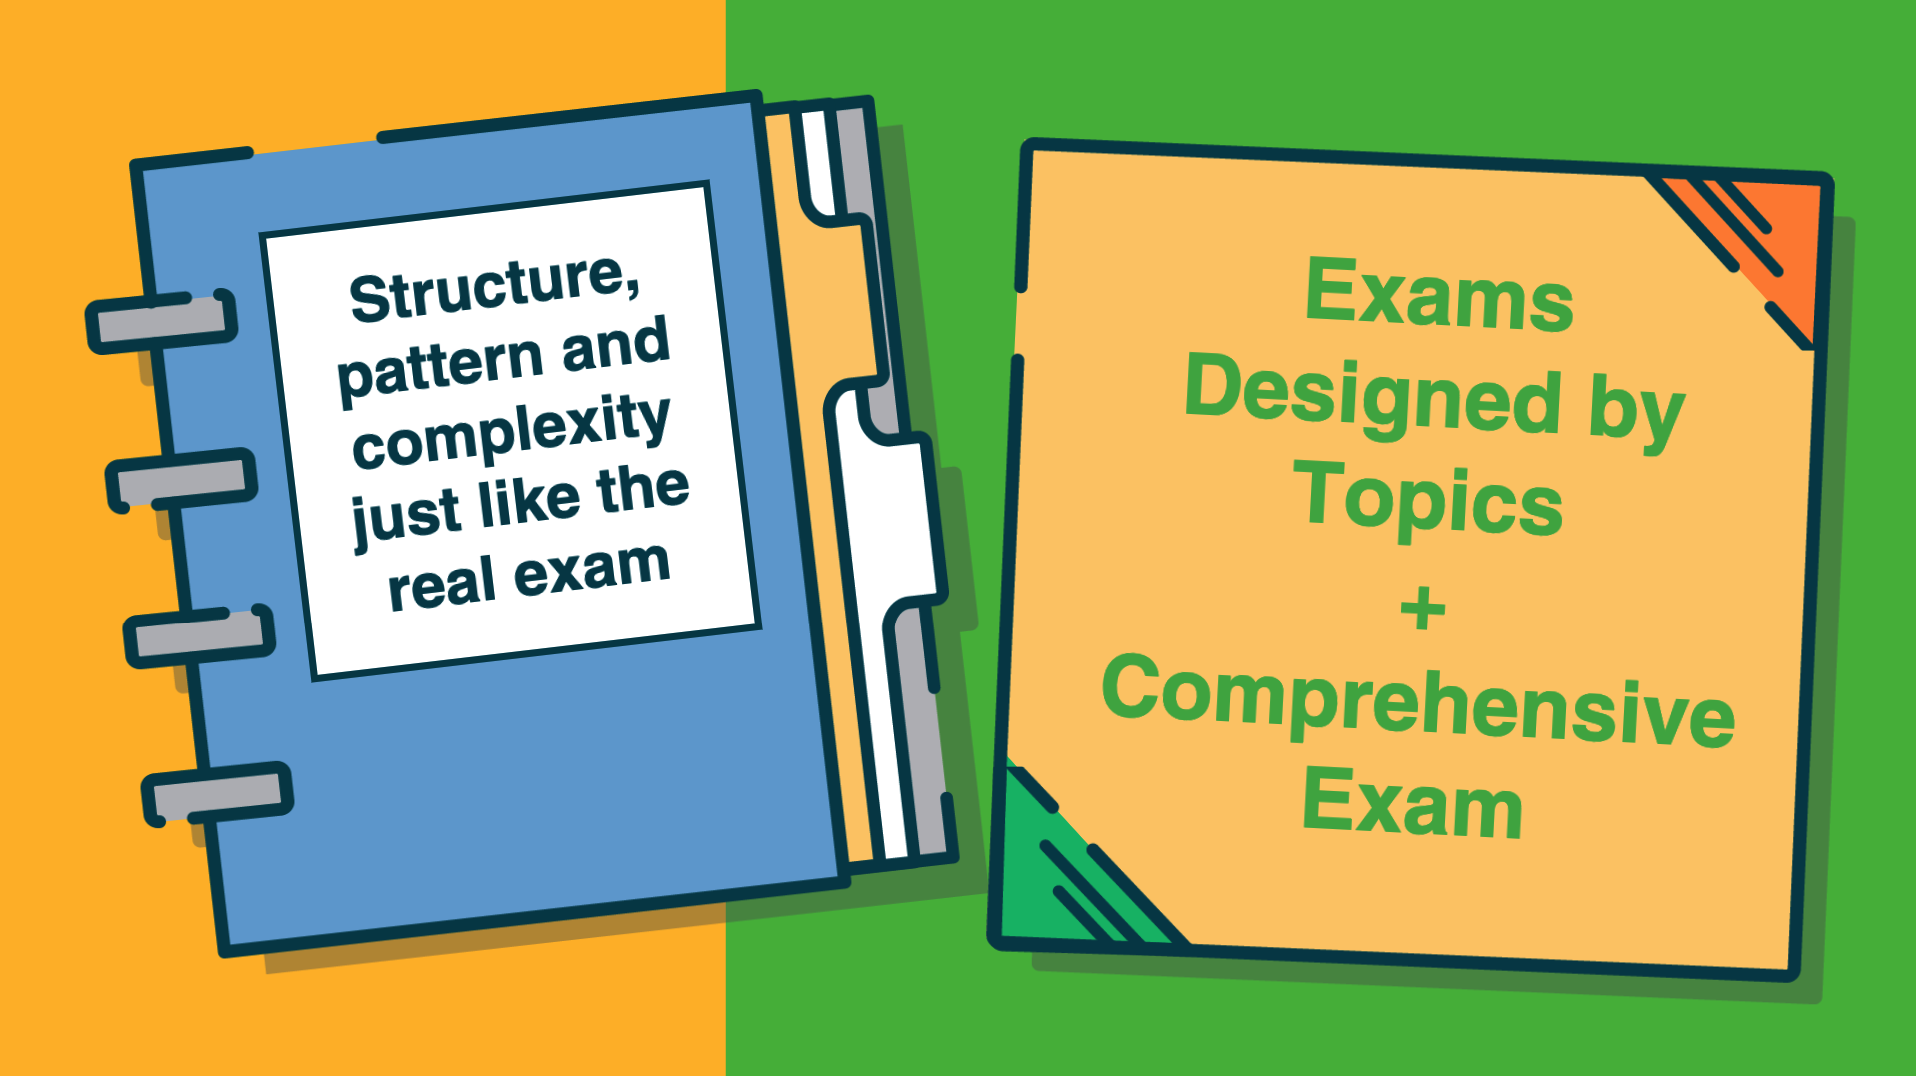 Structure,
pattern and
complexity
just like the
real exam
Exams
Designed by
Topics
+
Comprehensive
Exam